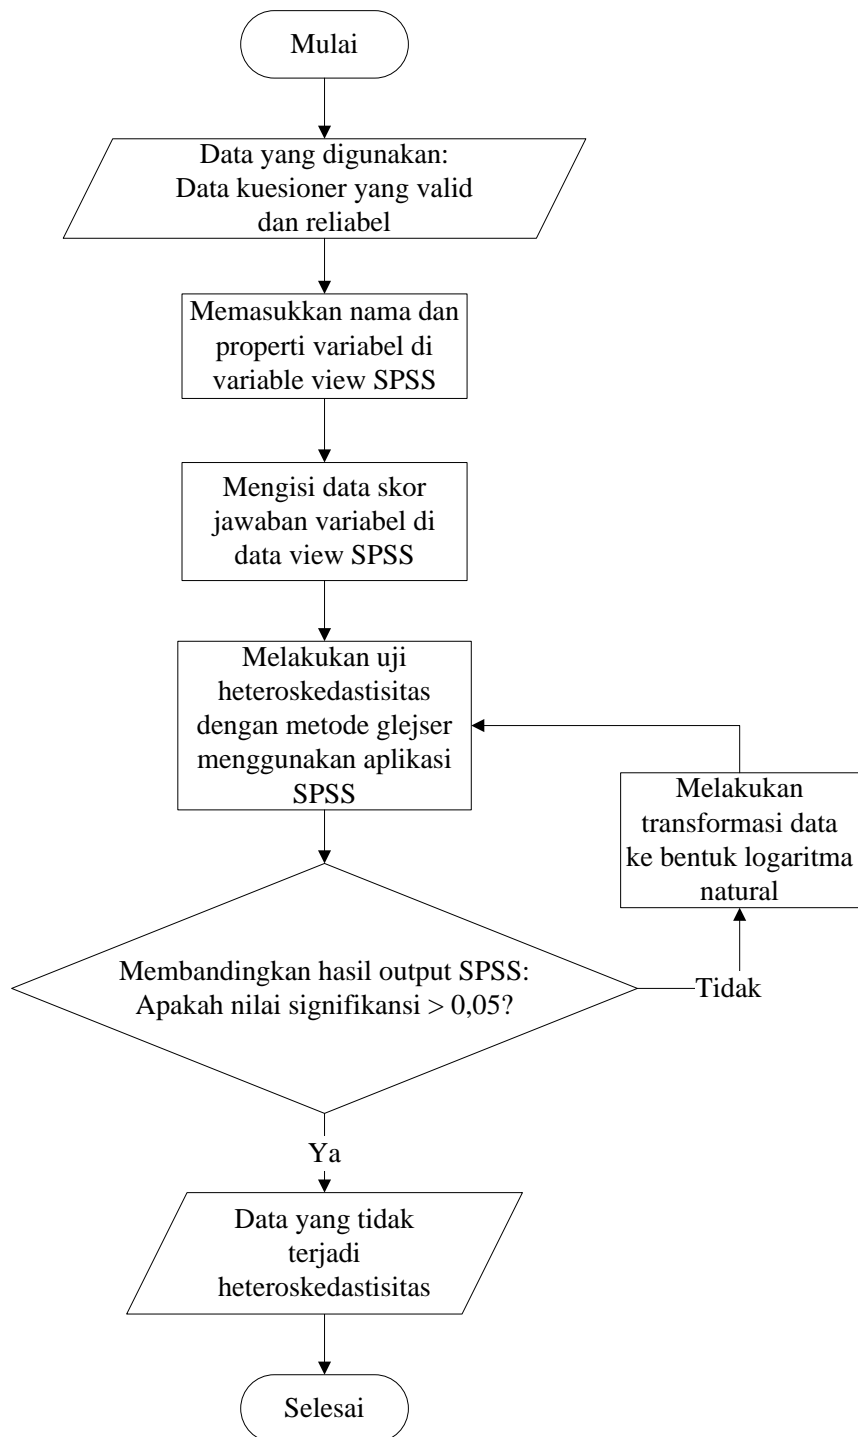 Mulai
Data yang digunakan:
Data kuesioner yang valid
dan reliabel
Memasukkan nama dan
properti variabel di
variable view SPSS
Mengisi data skor
jawaban variabel di
data view SPSS
Melakukan uji
heteroskedastisitas
dengan metode glejser
menggunakan aplikasi
SPSS
Melakukan
transformasi data
ke bentuk logaritma
natural
Membandingkan hasil output SPSS:
Apakah nilai signifikansi > 0,05?
Tidak
Ya
Data yang tidak
terjadi
heteroskedastisitas
Selesai